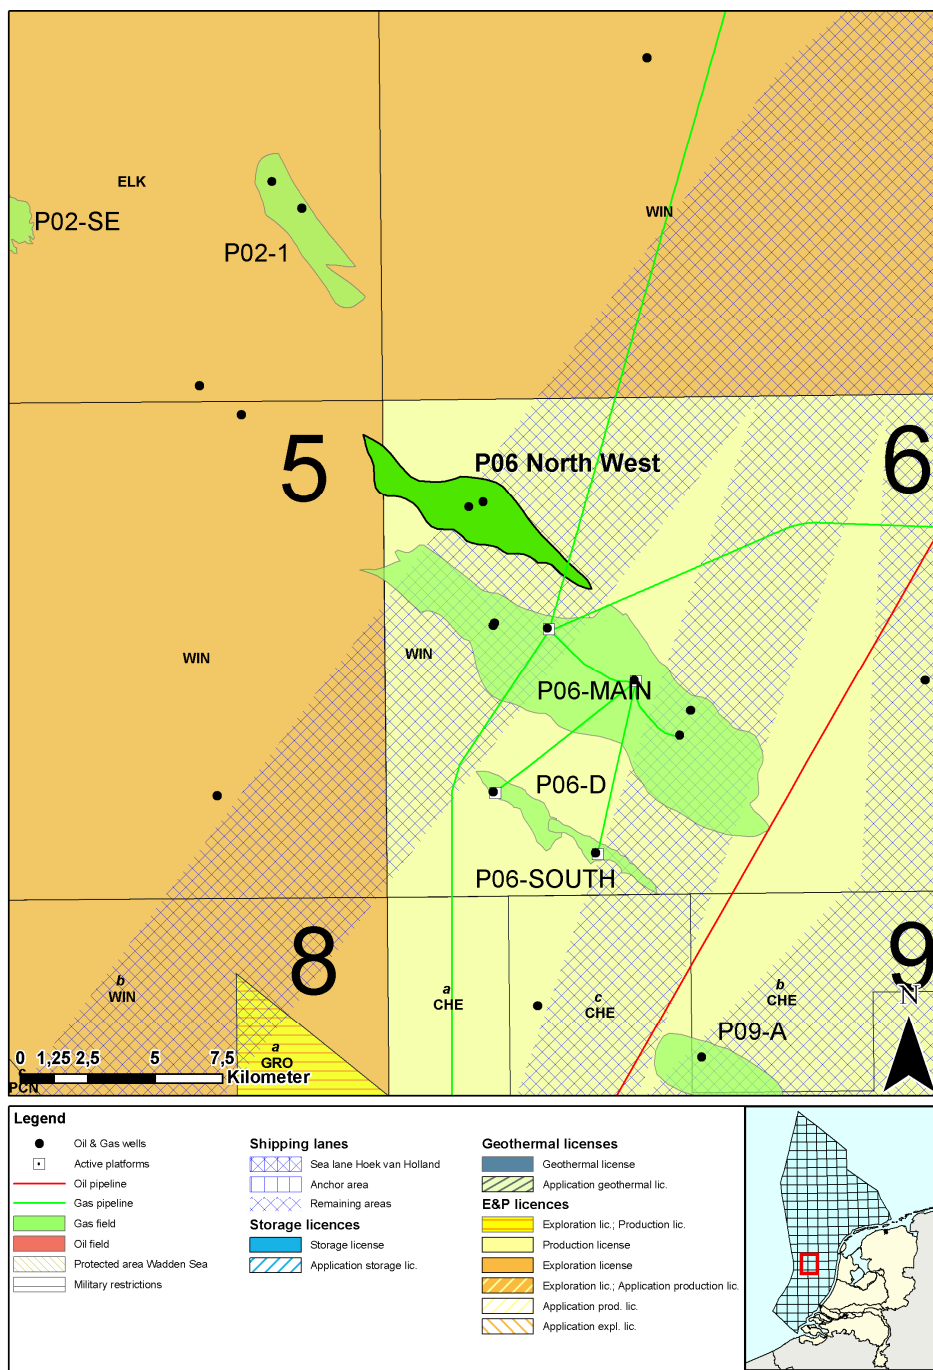 ELK
P02-SE
P02-1
WIN
5
P06 North West
6
WIN
WIN
P06-MAIN
P06-D
P06-SOUTH
8
9
b
WIN
a
CHE
c
CHE
b
CHE
N
P09-A
a
GRO
0 1,25 2,5 5 7,5
Kilometer
c
PCN
Legend
Oil & Gas wells
Active platforms
Oil pipeline
Gas pipeline
Gas field
Oil field
Protected area Wadden Sea
Military restrictions
Shipping lanes
Sea lane Hoek van Holland
Anchor area
Remaining areas
Storage licences
Storage license
Application storage lic.
Geothermal licenses
Geothermal license
Application geothermal lic.
E&P licences
Exploration lic.; Production lic.
Production license
Exploration license
Exploration lic.; Application production lic.
Application prod. lic.
Application expl. lic.